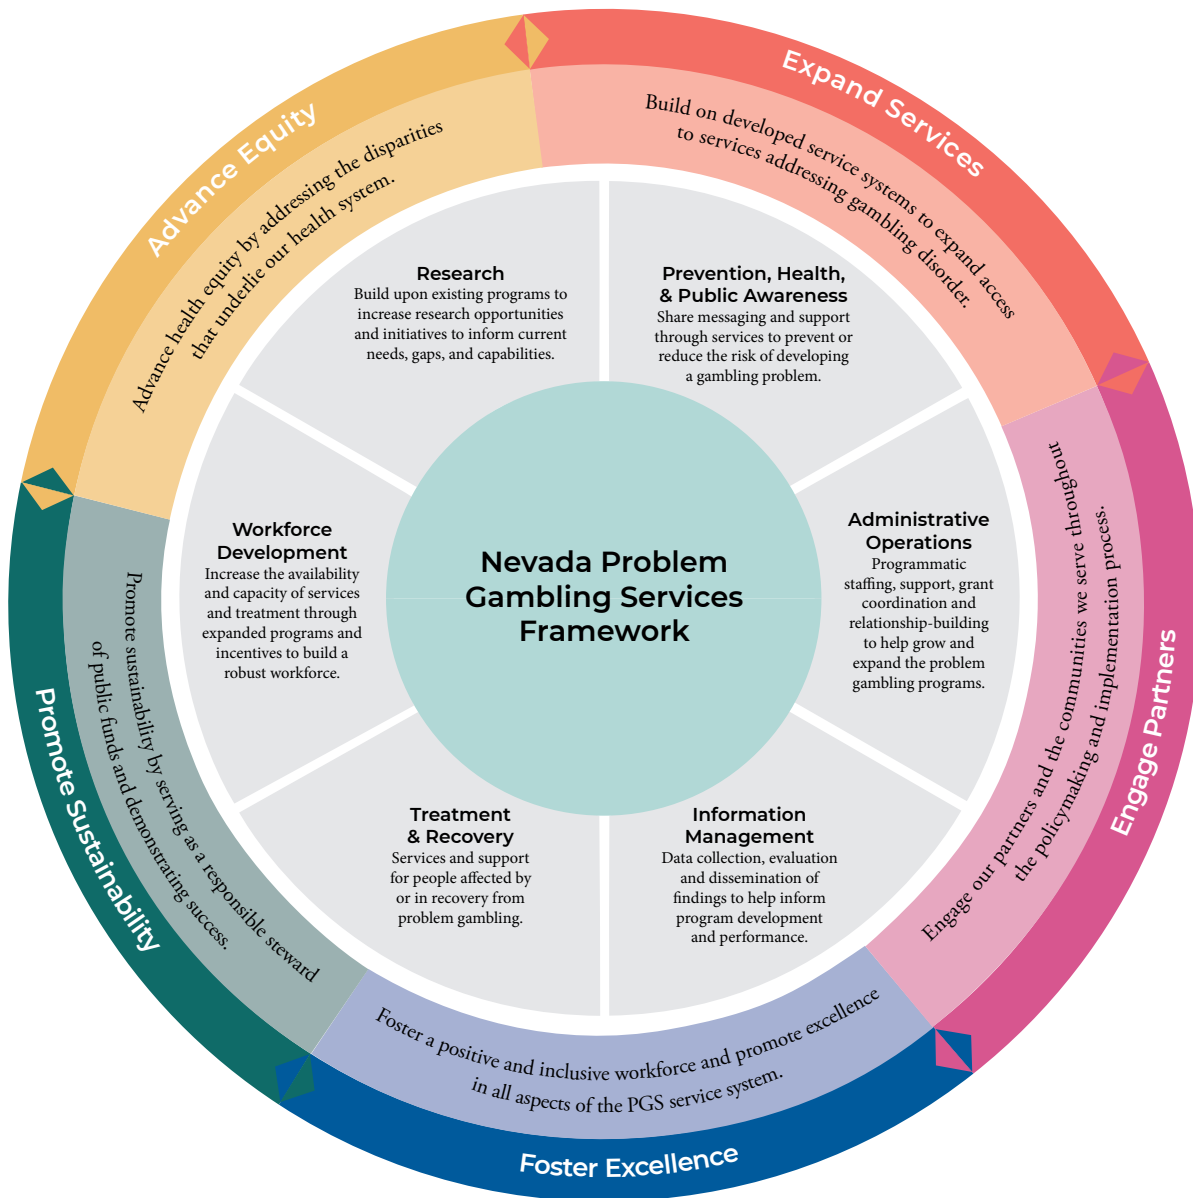 Nevada Problem
Gambling Services
Framework
Expand Services
Build on developed service systems to expand access
to services addressing gambling disorder.
Engage Partners
Engage our partners and the communities we serve throughout
the policymaking and implementation process.
Foster Excellence
Foster a positive and inclusive workforce and promote excellence
in all aspects of the PGS service system.
Promote Sustainability
Promote sustainability by serving as a responsible steward
of public funds and demonstrating success.
Advance Equity
Advance health equity by addressing the disparities
that underlie our health system.
Research
Build upon existing programs to
increase research opportunities
and initiatives to inform current
needs, gaps, and capabilities.
Prevention, Health,
& Public Awareness
Share messaging and support
through services to prevent or
reduce the risk of developing
a gambling problem.
Administrative
Operations
Programmatic
staffing, support, grant
coordination and
relationship-building
to help grow and
expand the problem
gambling programs.
Information
Management
Data collection, evaluation
and dissemination of
findings to help inform
program development
and performance.
Treatment
& Recovery
Services and support
for people affected by
or in recovery from
problem gambling.
Workforce
Development
Increase the availability
and capacity of services
and treatment through
expanded programs and
incentives to build a
robust workforce.